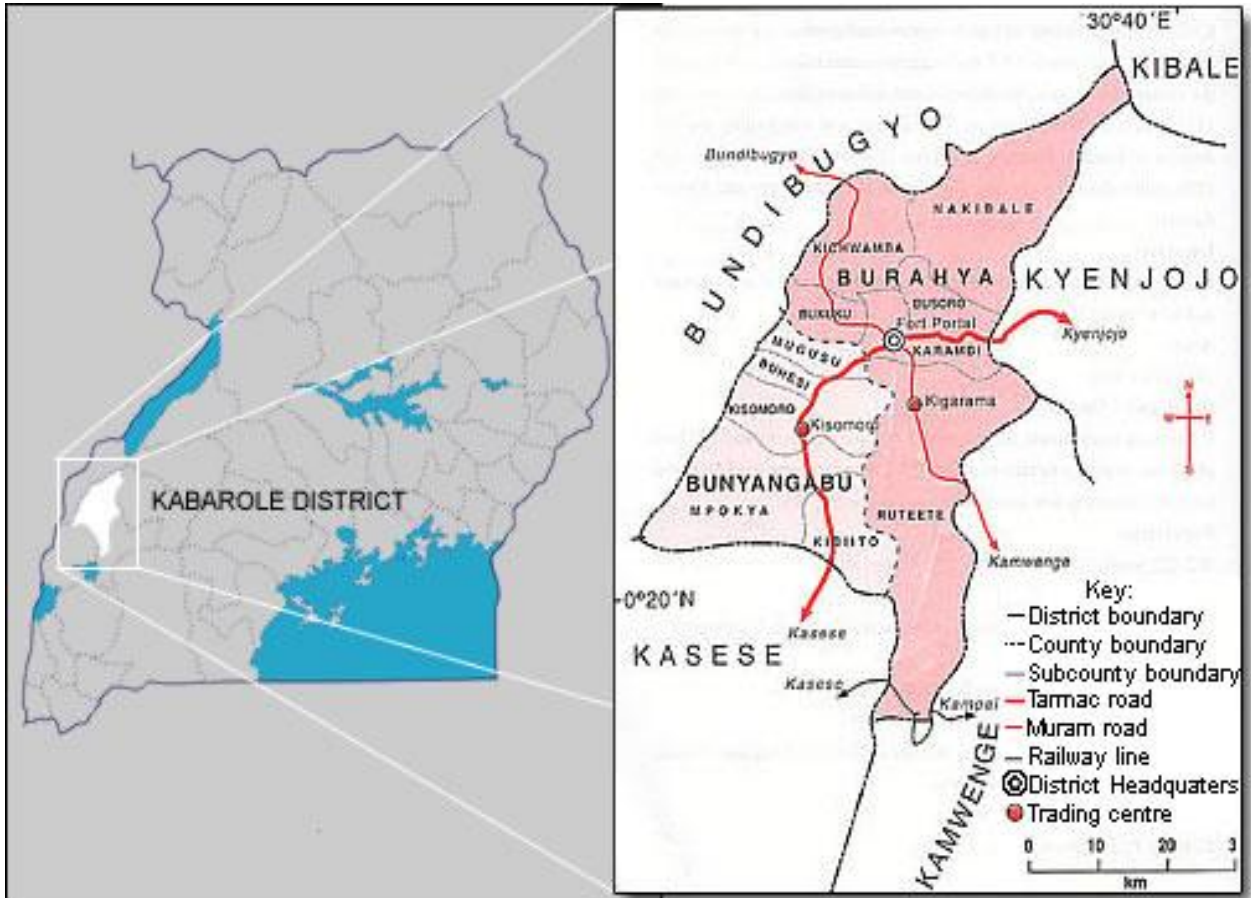 KABAROLE DISTRICT
30°40´E
KIBALE
BUNDIBUGYO
Bundibugyo
NAKIBALE
KICHWAMBA
BURAHYA
KYENJOJO
BUSORO
BUKUKU
Fort Portal
Kyenjojo
MUGUSU
KARAMBI
BUHESI
KISOMORO
Kigarama
Kisomoro
BUNYANGABU
MPOKYA
RUTEETE
KIBIITO
Kamwenge
0°20´N
Kasese
KASESE
Kasese
Kampal
KAMWENGE
Key:
District boundary
County boundary
Subcounty boundary
Tarmac road
Muram road
Railway line
District Headquaters
Trading centre
0 10 20 3
km
N